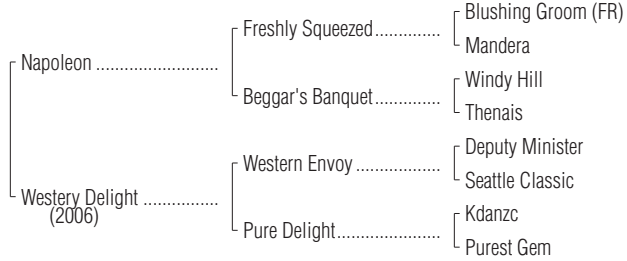 Blushing Groom (FR)
Freshly Squeezed..............
Mandera
Napoleon ..........................
Windy Hill
Beggar's Banquet..............
Thenais
Deputy Minister
Western Envoy ..................
Seattle Classic
Westery Delight ................
(2006)
Kdanzc
Pure Delight......................
Purest Gem